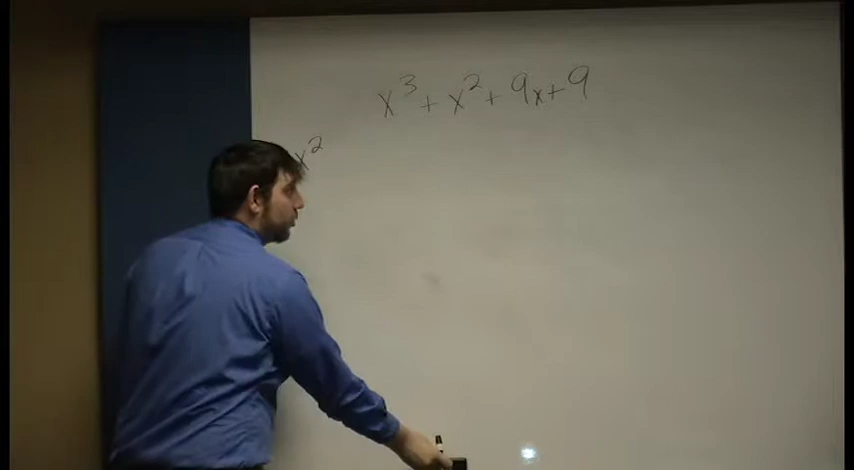 x³ + x² + 9x + 9
x²